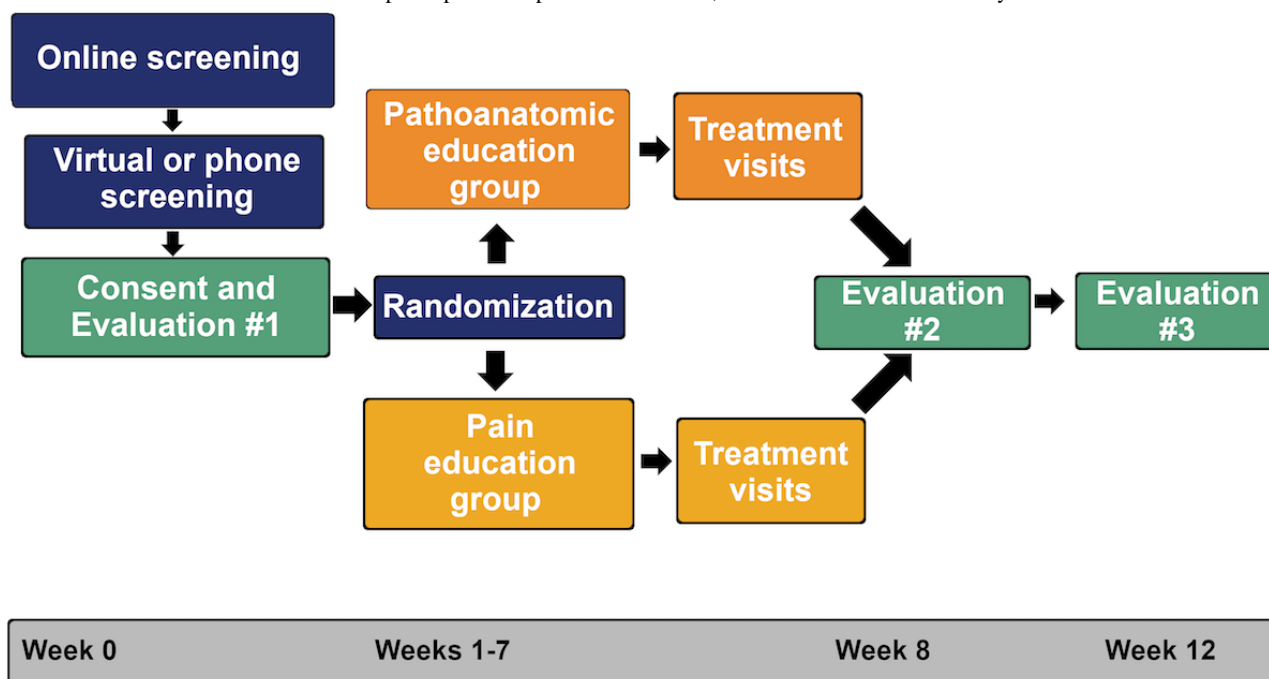 Online screening
Virtual or phone
screening
Consent and
Evaluation #1
Randomization
Pathoanatomic
education
group
Treatment
visits
Pain
education
group
Treatment
visits
Evaluation
#2
Evaluation
#3
Week 0
Weeks 1-7
Week 8
Week 12